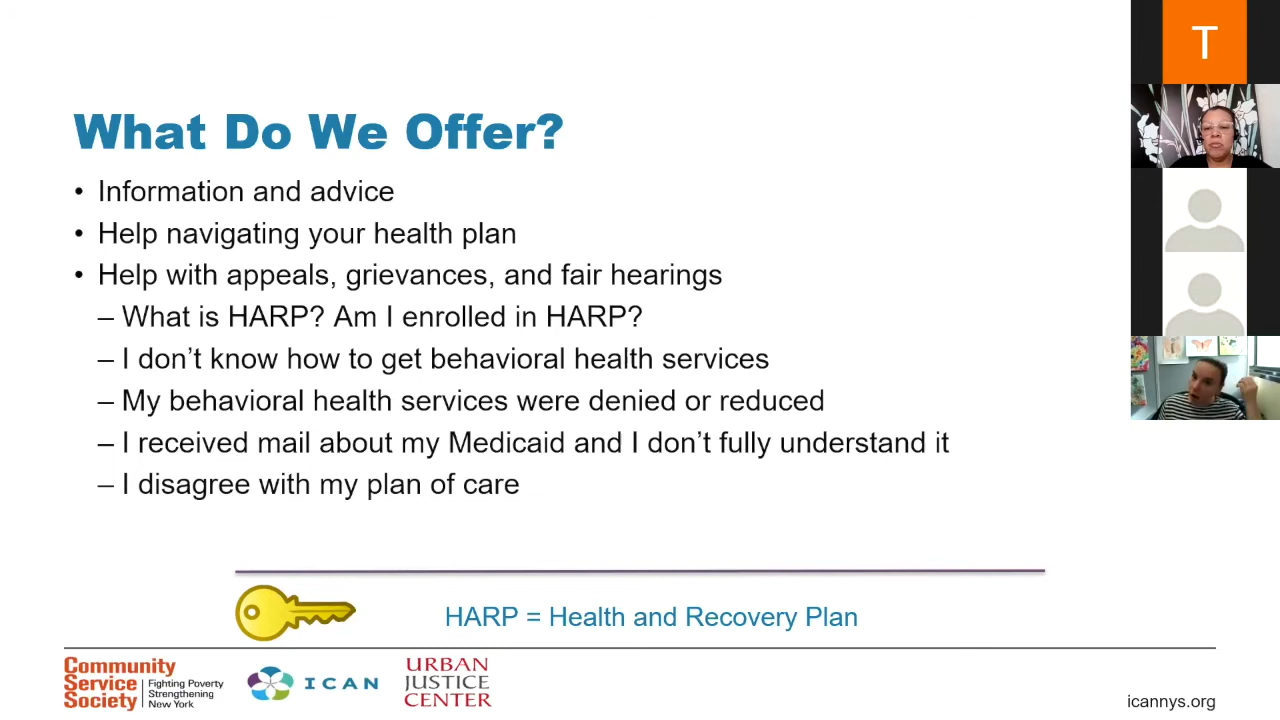 T
What Do We Offer?
• Information and advice
• Help navigating your health plan
• Help with appeals, grievances, and fair hearings
– What is HARP? Am I enrolled in HARP?
– I don’t know how to get behavioral health services
– My behavioral health services were denied or reduced
– I received mail about my Medicaid and I don’t fully understand it
– I disagree with my plan of care
HARP = Health and Recovery Plan
Community
Service
Society
Fighting Poverty
Strengthening
New York
ICAN
URBAN
JUSTICE
CENTER
icannys.org